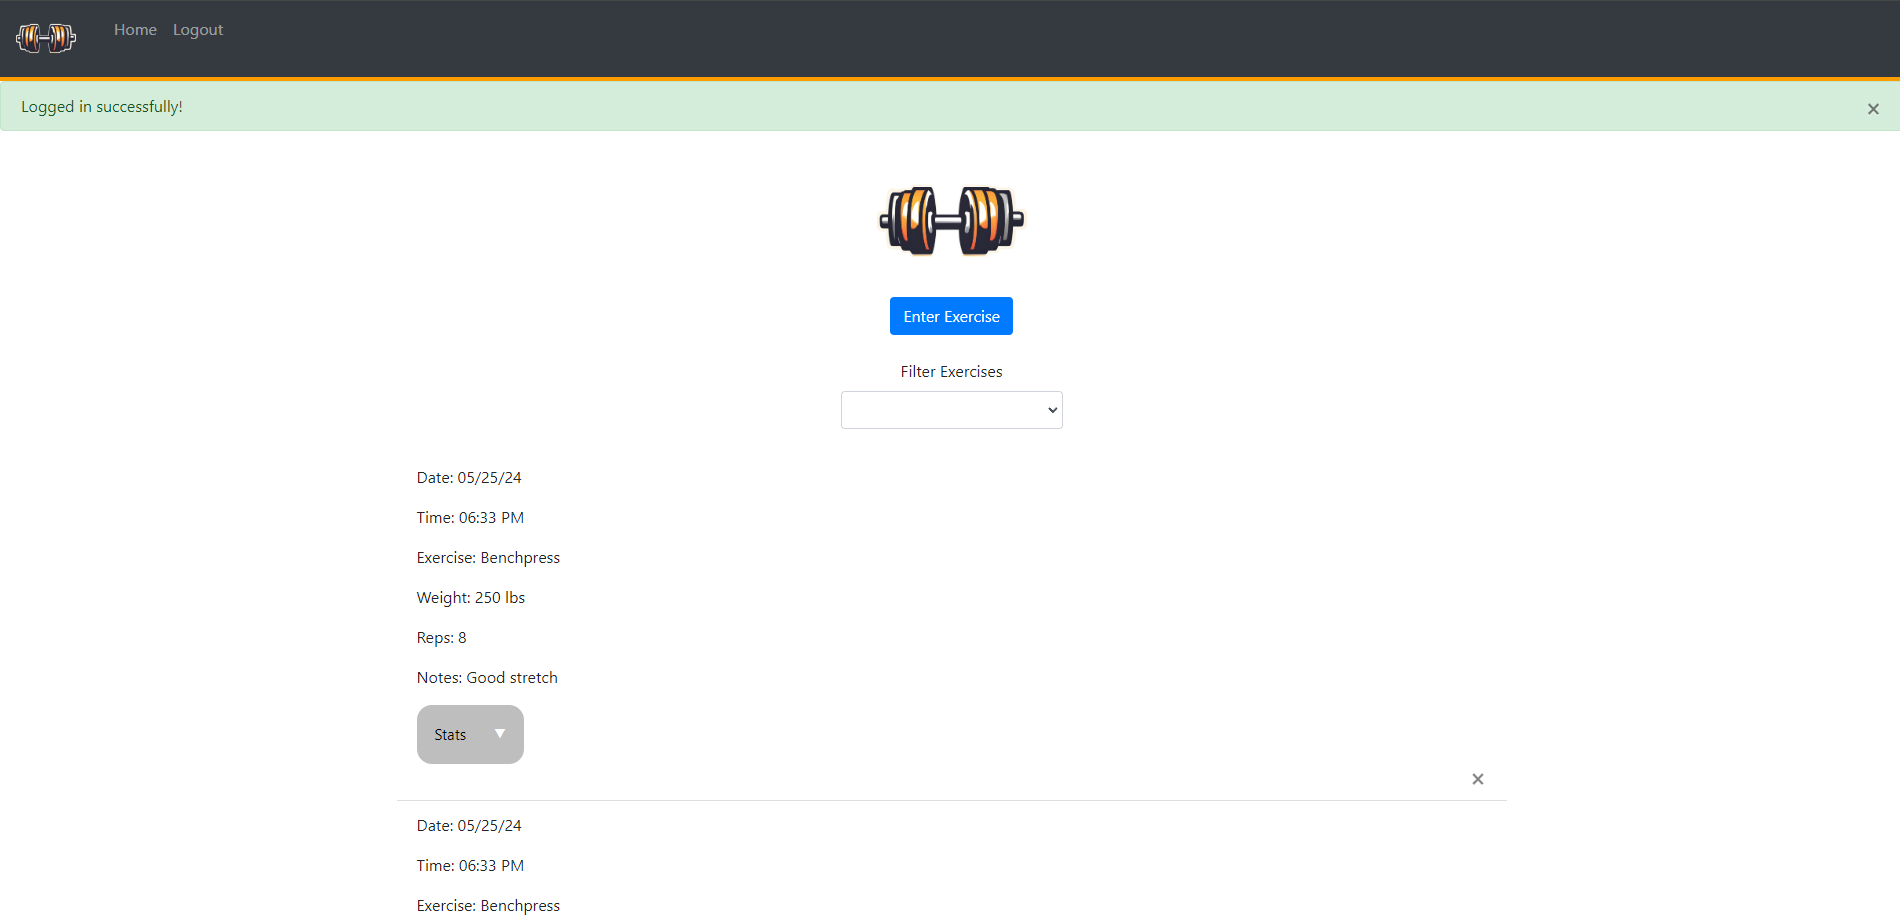 Home Logout
Logged in successfully!
×
Enter Exercise
Filter Exercises
Date: 05/25/24
Time: 06:33 PM
Exercise: Benchpress
Weight: 250 lbs
Reps: 8
Notes: Good stretch
Stats ▼
×
Date: 05/25/24
Time: 06:33 PM
Exercise: Benchpress